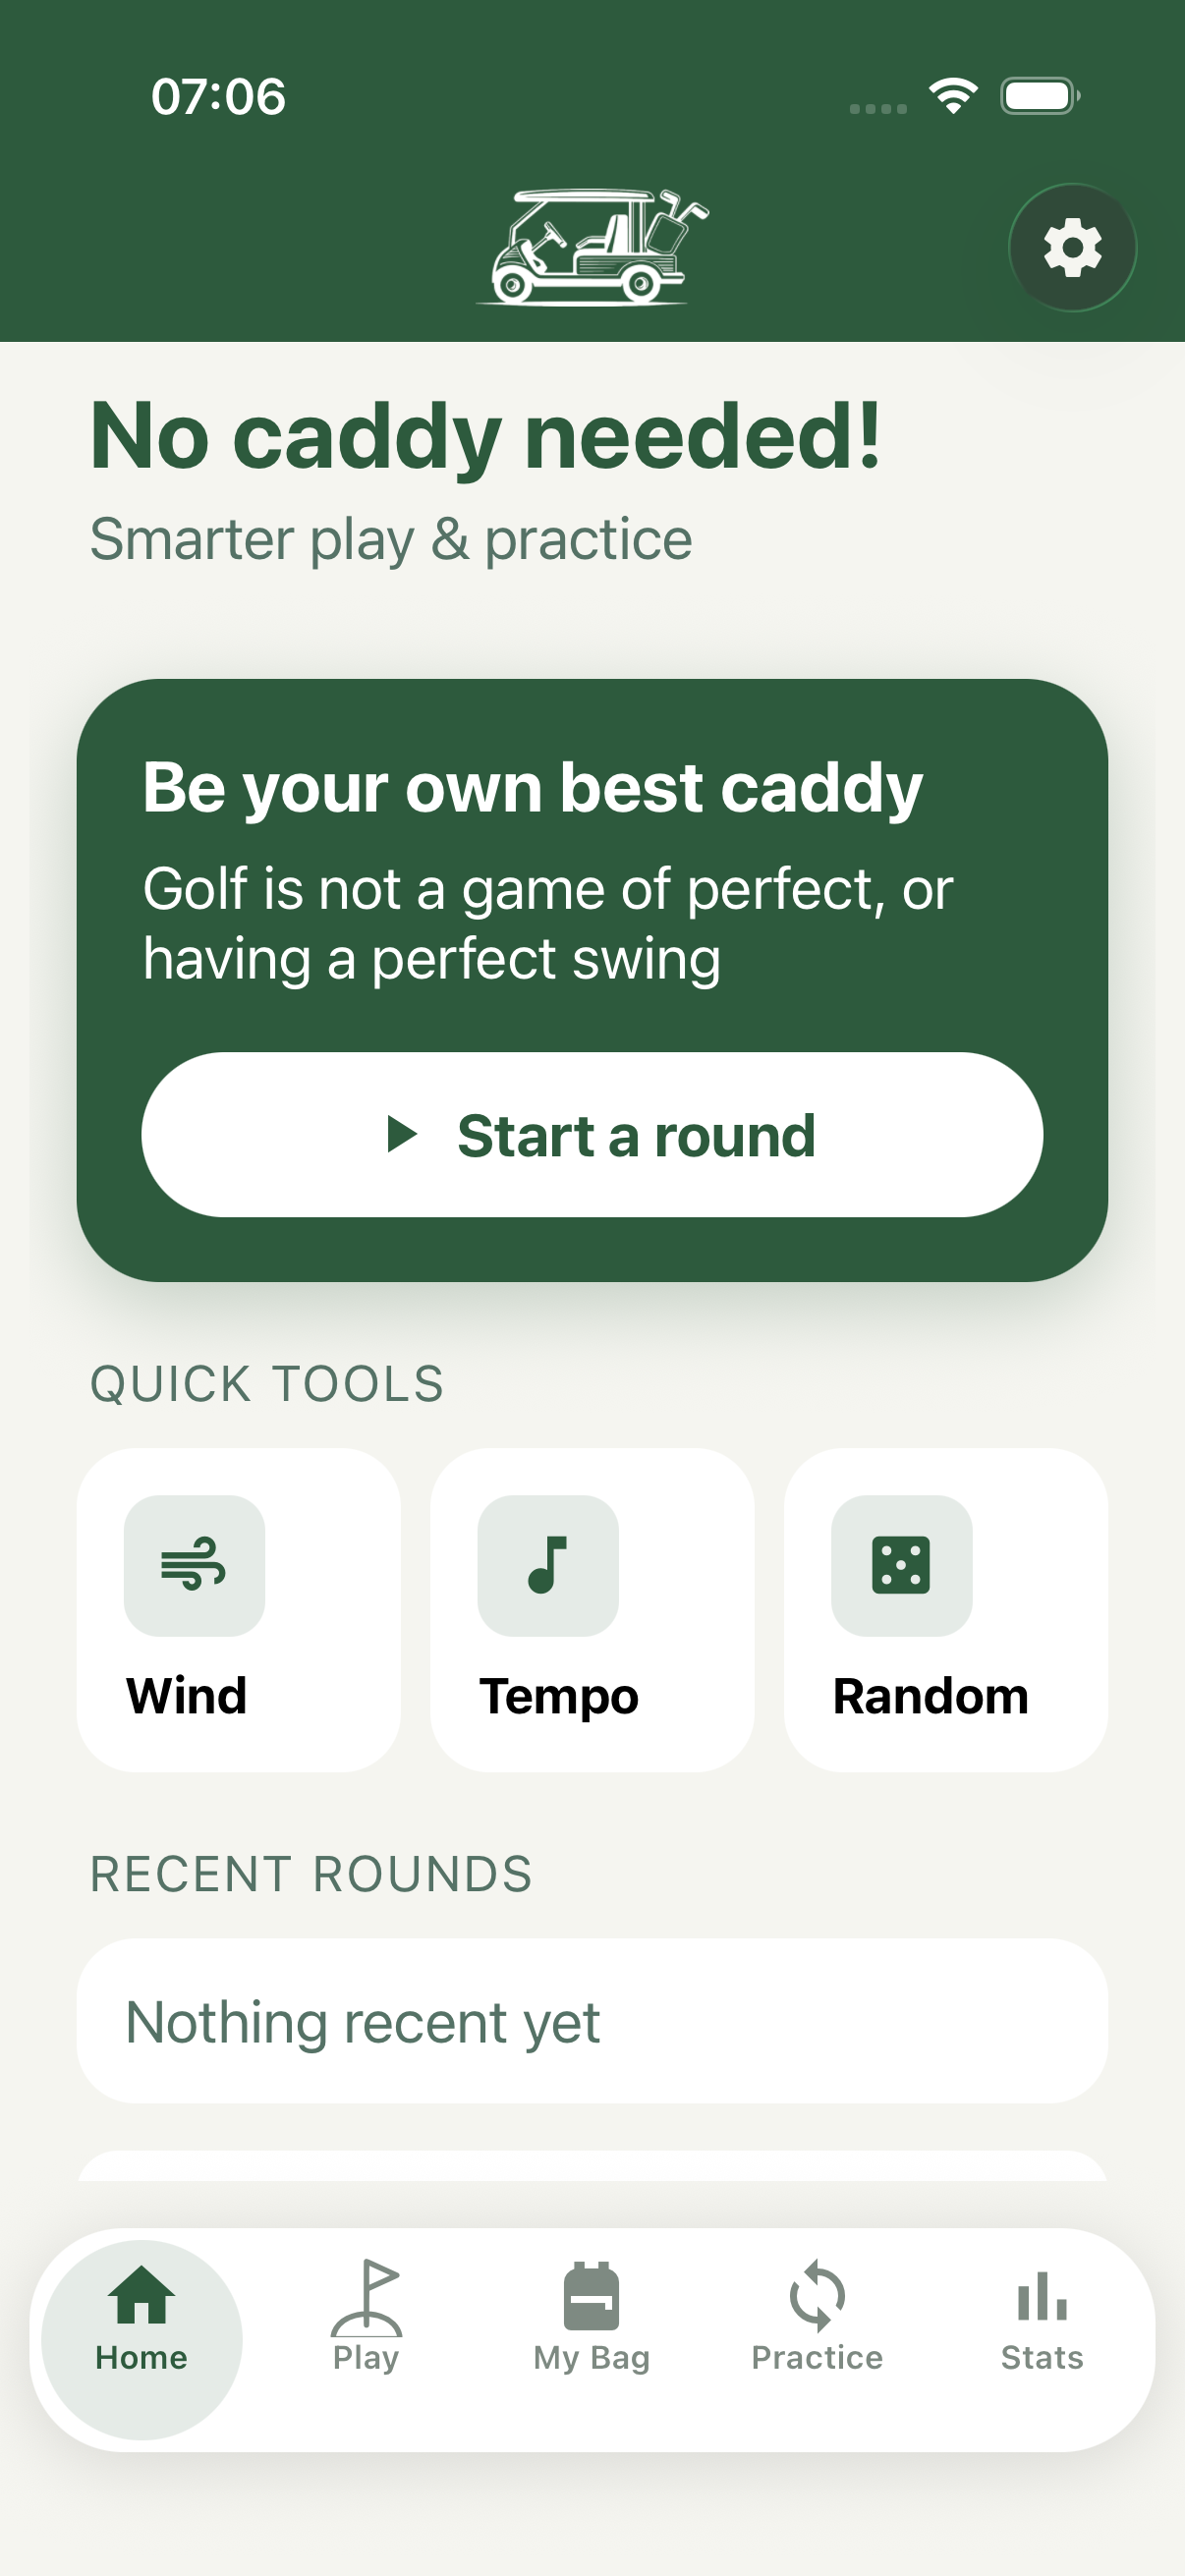 07:06
No caddy needed!
Smarter play & practice
Be your own best caddy
Golf is not a game of perfect, or
having a perfect swing
Start a round
QUICK TOOLS
Wind
Tempo
Random
RECENT ROUNDS
Nothing recent yet
Home
Play
My Bag
Practice
Stats